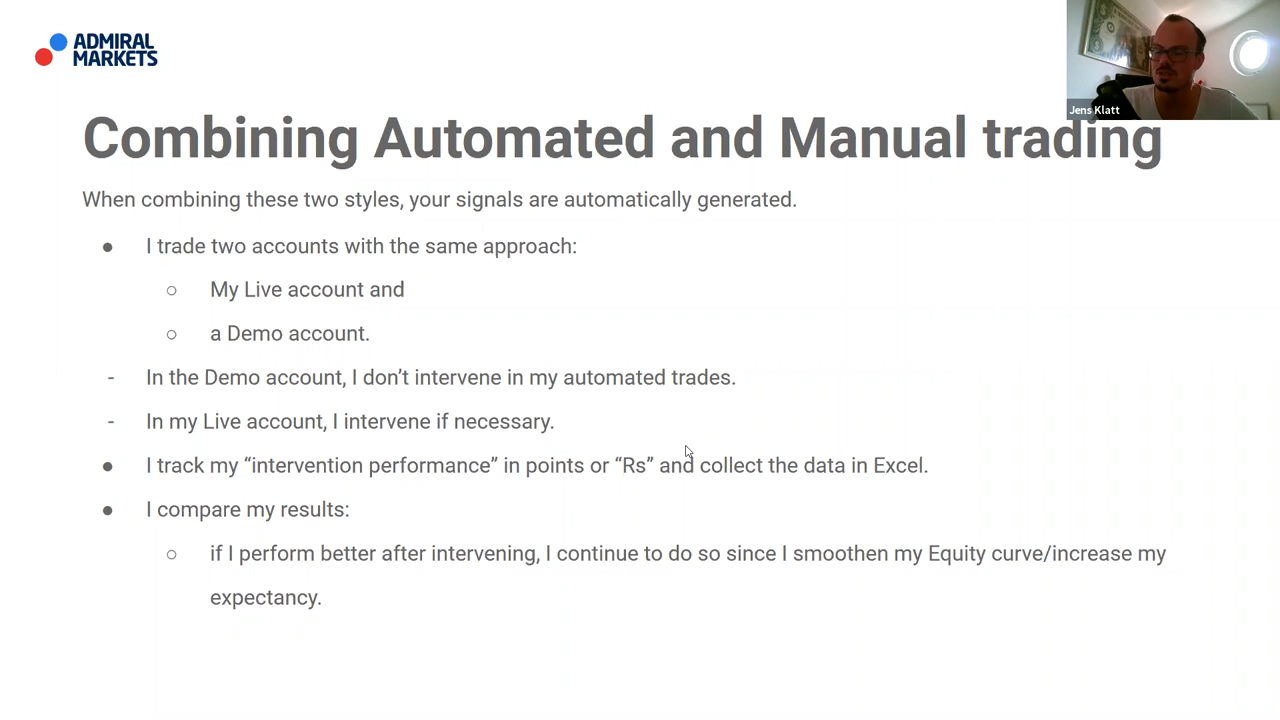 ADMIRAL
MARKETS
Jens Klatt
Combining Automated and Manual trading
When combining these two styles, your signals are automatically generated.
● I trade two accounts with the same approach:
○ My Live account and
○ a Demo account.
- In the Demo account, I don’t intervene in my automated trades.
- In my Live account, I intervene if necessary.
● I track my “intervention performance” in points or “Rs” and collect the data in Excel.
● I compare my results:
○ if I perform better after intervening, I continue to do so since I smoothen my Equity curve/increase my
expectancy.